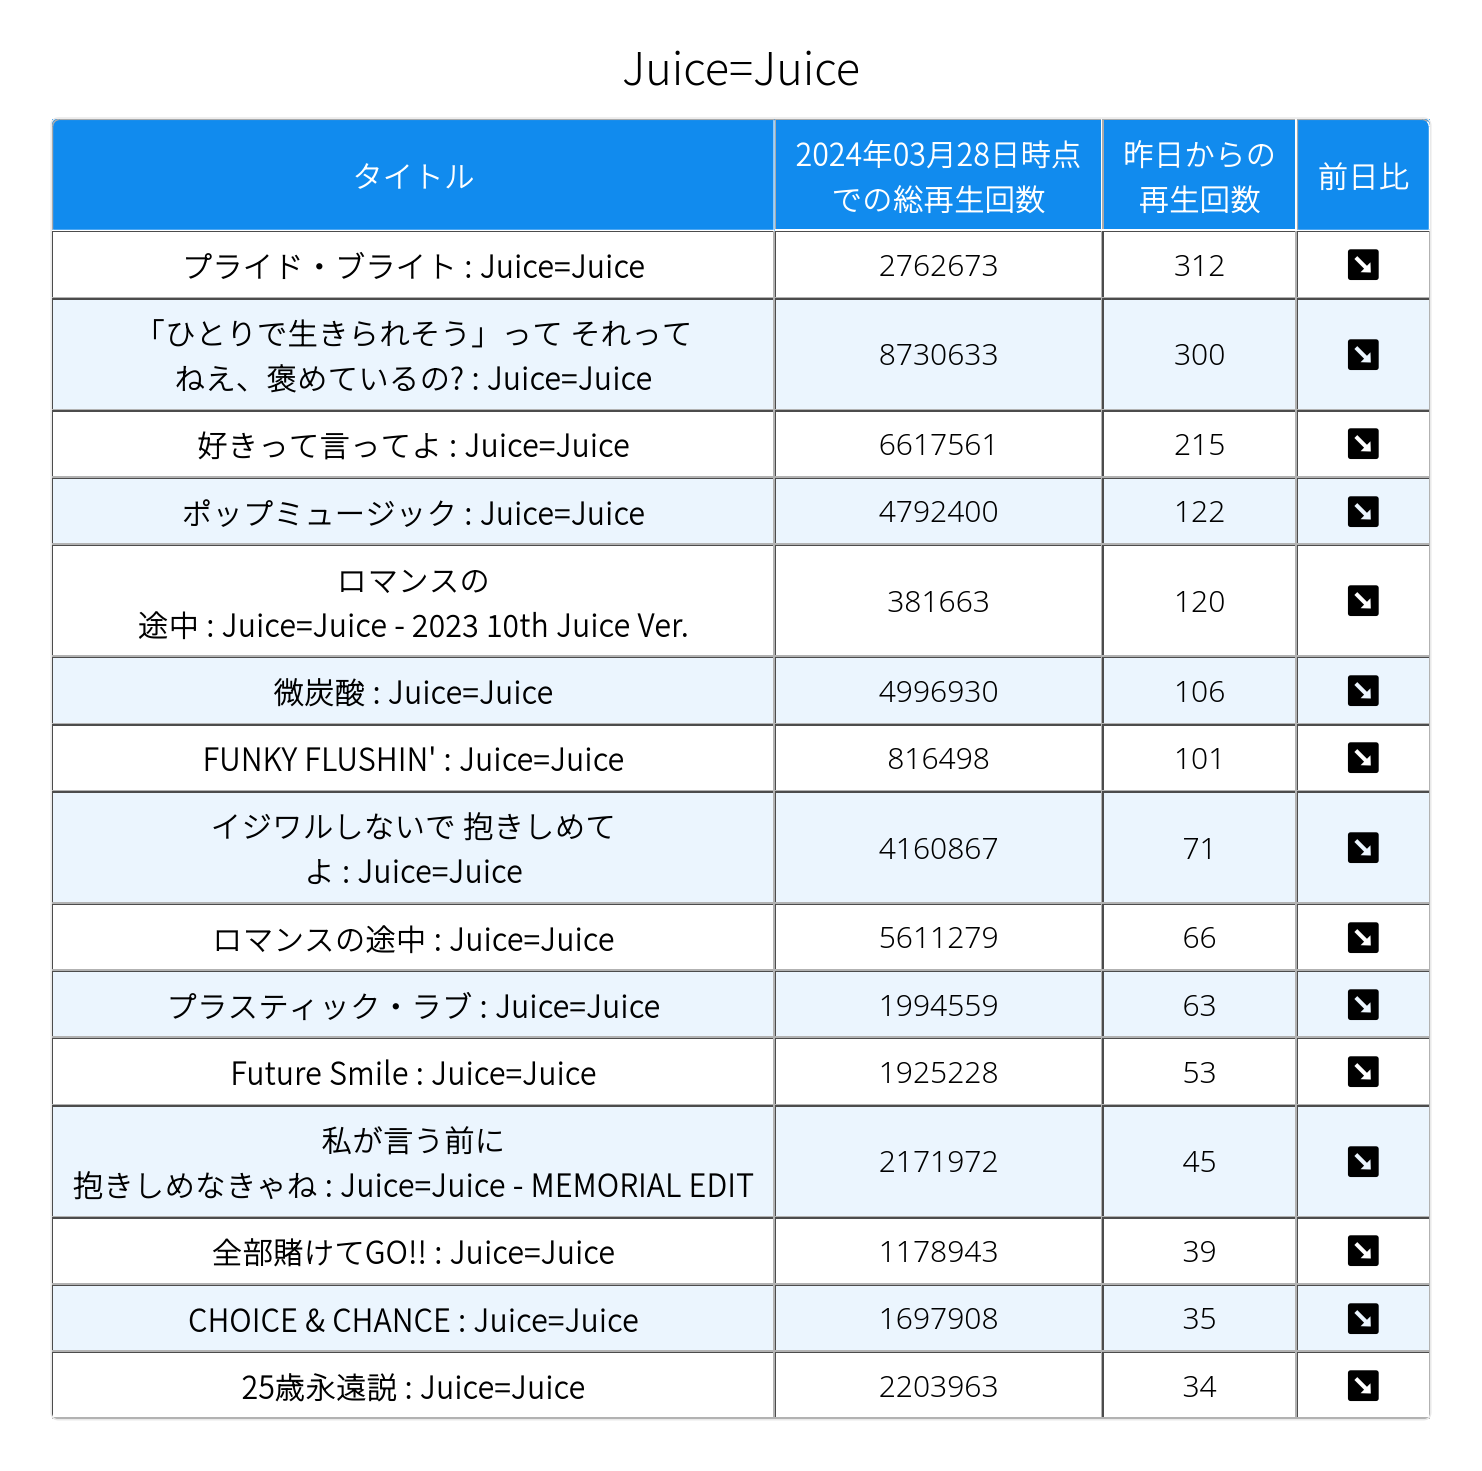 Juice=Juice
タイトル
2024年03月28日時点
での総再生回数
昨日からの
再生回数
前日比
プライド・ブライト : Juice=Juice
2762673
312
「ひとりで生きられそう」って それって
ねえ、褒めているの? : Juice=Juice
8730633
300
好きって言ってよ : Juice=Juice
6617561
215
ポップミュージック : Juice=Juice
4792400
122
ロマンスの
途中 : Juice=Juice - 2023 10th Juice Ver.
381663
120
微炭酸 : Juice=Juice
4996930
106
FUNKY FLUSHIN' : Juice=Juice
816498
101
イジワルしないで 抱きしめて
よ : Juice=Juice
4160867
71
ロマンスの途中 : Juice=Juice
5611279
66
プラスティック・ラブ : Juice=Juice
1994559
63
Future Smile : Juice=Juice
1925228
53
私が言う前に
抱きしめなきゃね : Juice=Juice - MEMORIAL EDIT
2171972
45
全部賭けてGO!! : Juice=Juice
1178943
39
CHOICE & CHANCE : Juice=Juice
1697908
35
25歳永遠説 : Juice=Juice
2203963
34